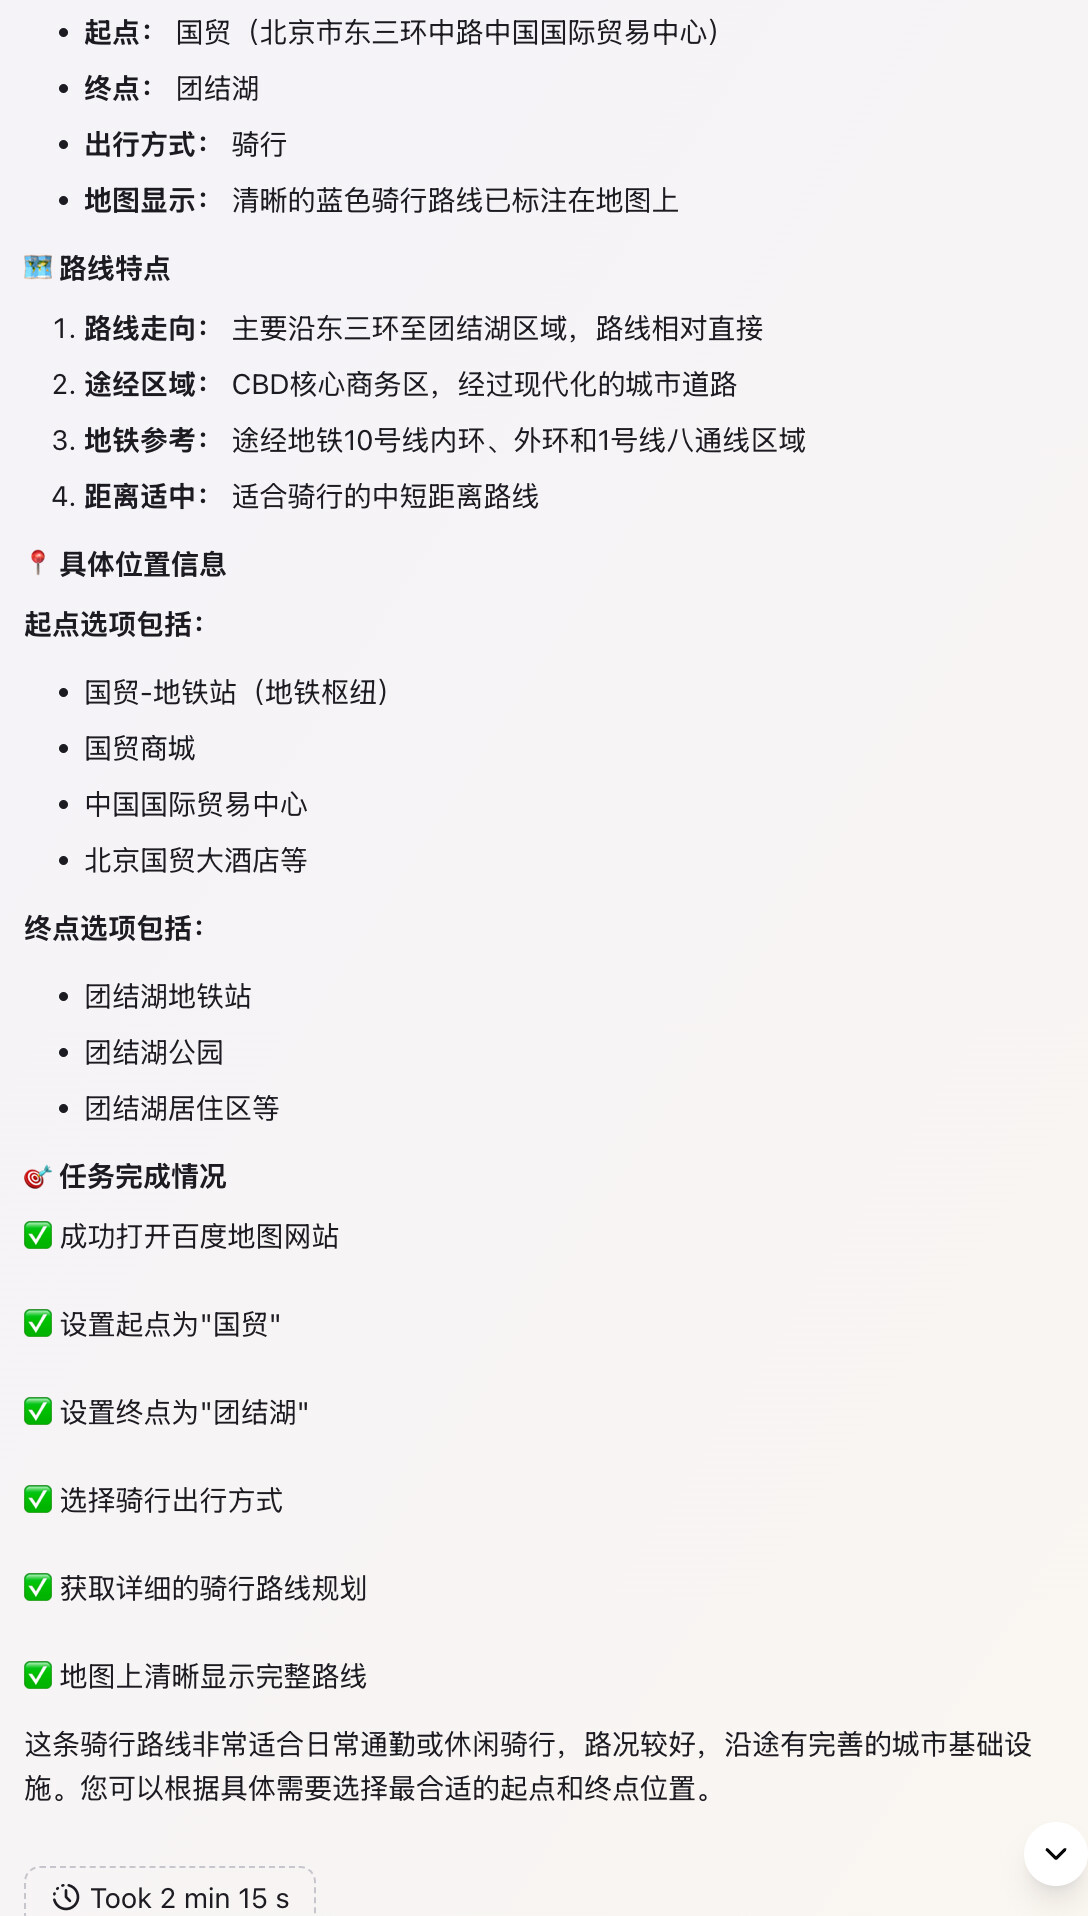 起点： 国贸（北京市东三环中路中国国际贸易中心）
终点： 团结湖
出行方式： 骑行
地图显示： 清晰的蓝色骑行路线已标注在地图上
路线特点
1. 路线走向： 主要沿东三环至团结湖区域，路线相对直接
2. 途经区域： CBD核心商务区，经过现代化的城市道路
3. 地铁参考： 途经地铁10号线内环、外环和1号线八通线区域
4. 距离适中： 适合骑行的中短距离路线
具体位置信息
起点选项包括：
国贸-地铁站（地铁枢纽）
国贸商城
中国国际贸易中心
北京国贸大酒店等
终点选项包括：
团结湖地铁站
团结湖公园
团结湖居住区等
任务完成情况
成功打开百度地图网站
设置起点为"国贸"
设置终点为"团结湖"
选择骑行出行方式
获取详细的骑行路线规划
地图上清晰显示完整路线
这条骑行路线非常适合日常通勤或休闲骑行，路况较好，沿途有完善的城市基础设
施。您可以根据具体需要选择最合适的起点和终点位置。
Took 2 min 15 s